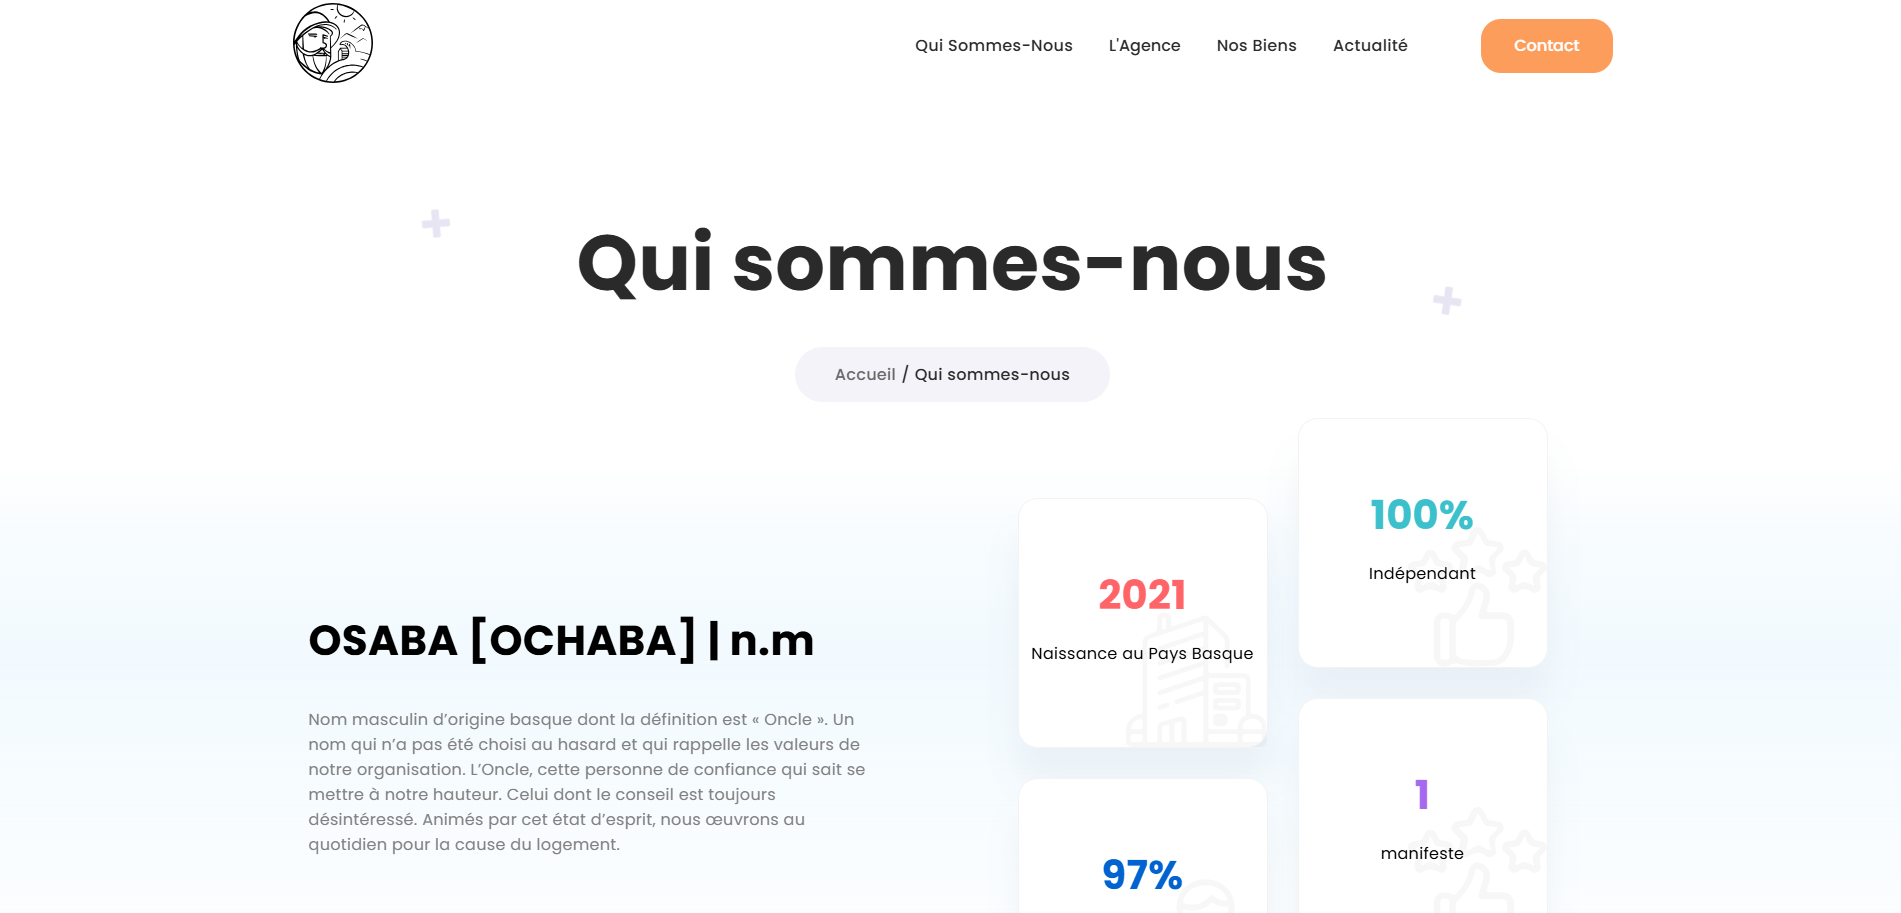 Qui Sommes-Nous
L'Agence
Nos Biens
Actualité
Contact
Qui sommes-nous
Accueil / Qui sommes-nous
OSABA [OCHABA] | n.m
Nom masculin d’origine basque dont la définition est « Oncle ». Un
nom qui n’a pas été choisi au hasard et qui rappelle les valeurs de
notre organisation. L’Oncle, cette personne de confiance qui sait se
mettre à notre hauteur. Celui dont le conseil est toujours
désintéressé. Animés par cet état d’esprit, nous œuvrons au
quotidien pour la cause du logement.
2021
Naissance au Pays Basque
100%
Indépendant
97%
1
manifeste